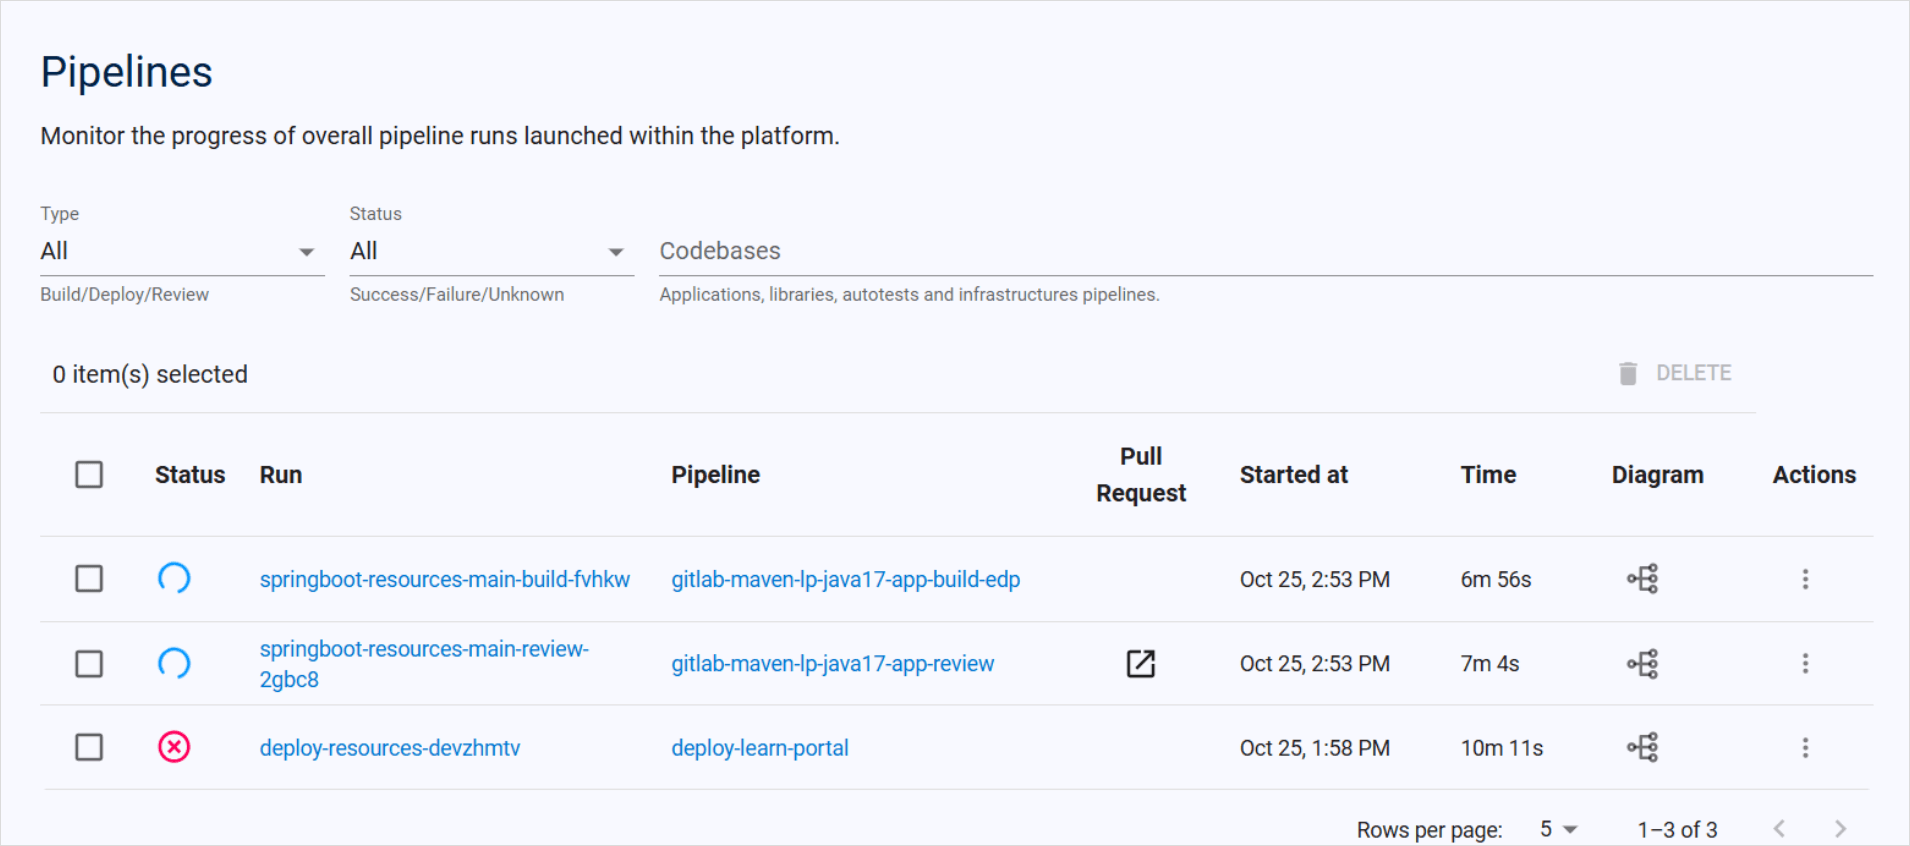 Pipelines
Monitor the progress of overall pipeline runs launched within the platform.
Type
Status
All
All
Codebases
Build/Deploy/Review
Success/Failure/Unknown
Applications, libraries, autotests and infrastructures pipelines.
0 item(s) selected
DELETE
Status Run Pipeline Pull Request Started at Time Diagram Actions
springboot-resources-main-build-fvhkw gitlab-maven-lp-java17-app-build-edp Oct 25, 2:53 PM 6m 56s
springboot-resources-main-review-
2gbc8
gitlab-maven-lp-java17-app-review Oct 25, 2:53 PM 7m 4s
deploy-resources-devzhmtv deploy-learn-portal Oct 25, 1:58 PM 10m 11s
Rows per page: 5 1–3 of 3